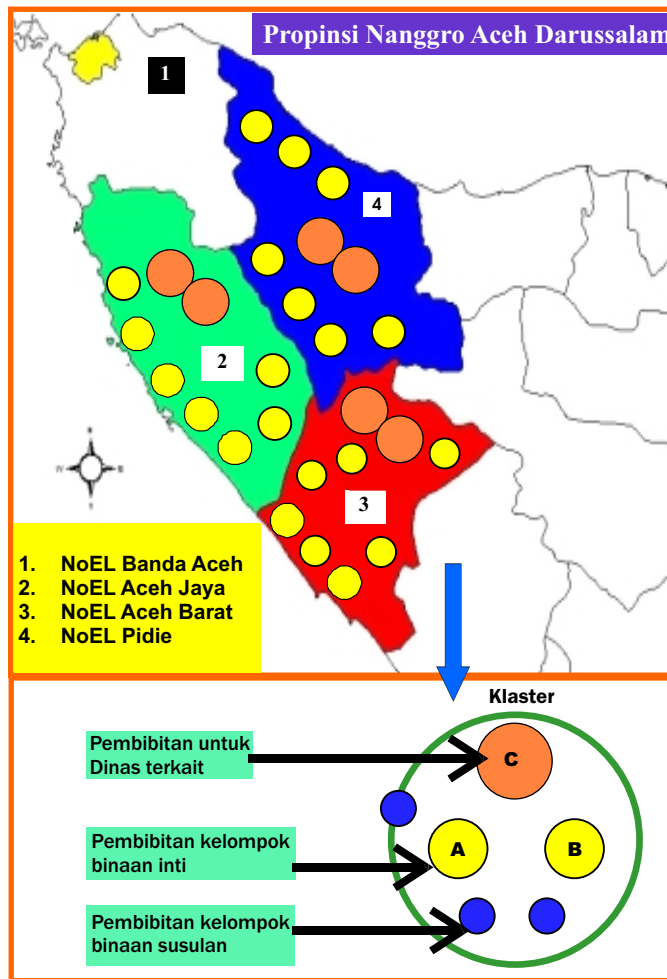 Propinsi Nanggro Aceh Darussalam
1
4
2
3
1. NoEL Banda Aceh
2. NoEL Aceh Jaya
3. NoEL Aceh Barat
4. NoEL Pidie
Klaster
Pembibitan untuk
Dinas terkait
C
Pembibitan kelompok
binaan inti
A
B
Pembibitan kelompok
binaan susulan